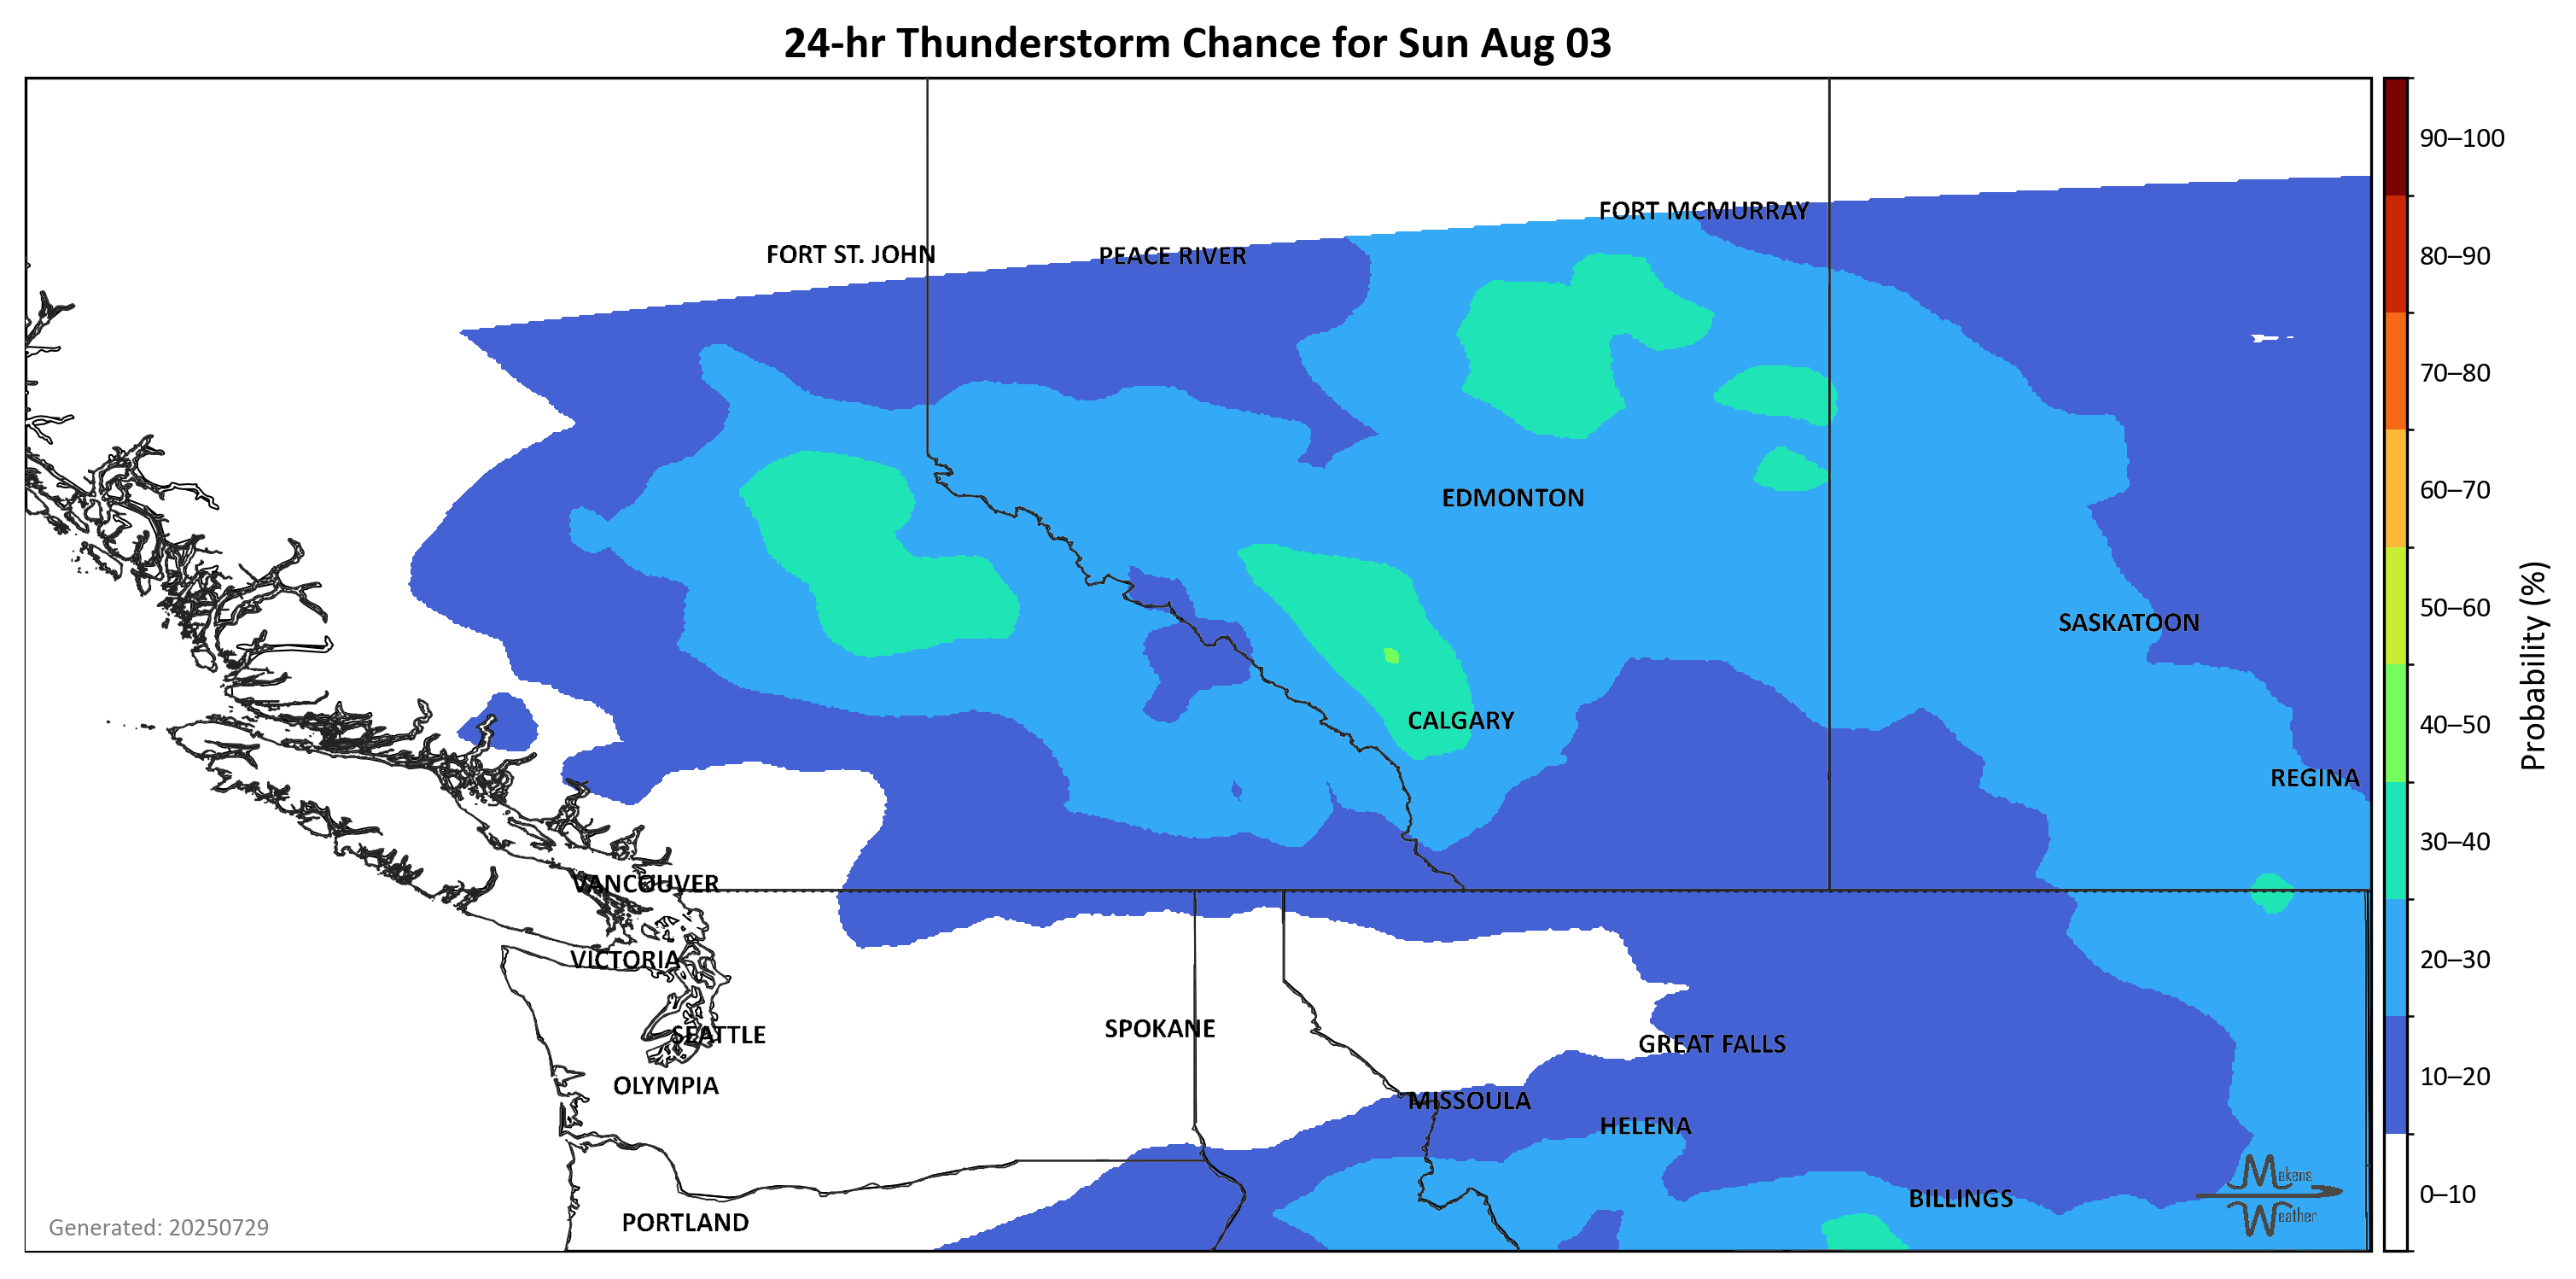 24-hr Thunderstorm Chance for Sun Aug 03
90–100
FORT MCMURRAY
FORT ST. JOHN
PEACE RIVER
80–90
70–80
EDMONTON
60–70
SASKATOON
50–60
Probability (%)
CALGARY
40–50
REGINA
30–40
VANCOUVER
VICTORIA
20–30
SPOKANE
SEATTLE
GREAT FALLS
OLYMPIA
10–20
MISSOULA
HELENA
Makens
BILLINGS
0–10
Weather
PORTLAND
Generated: 20250729